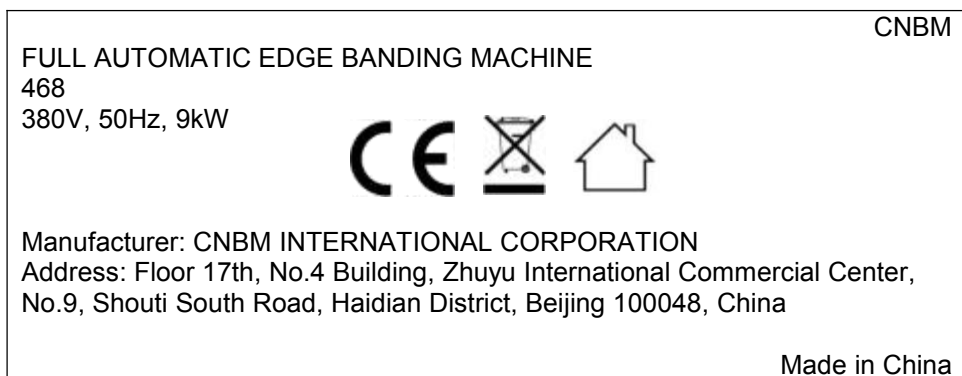 CNBM
FULL AUTOMATIC EDGE BANDING MACHINE
468
380V, 50Hz, 9kW
CE
Manufacturer: CNBM INTERNATIONAL CORPORATION
Address: Floor 17th, No.4 Building, Zhuyu International Commercial Center,
No.9, Shouti South Road, Haidian District, Beijing 100048, China
Made in China